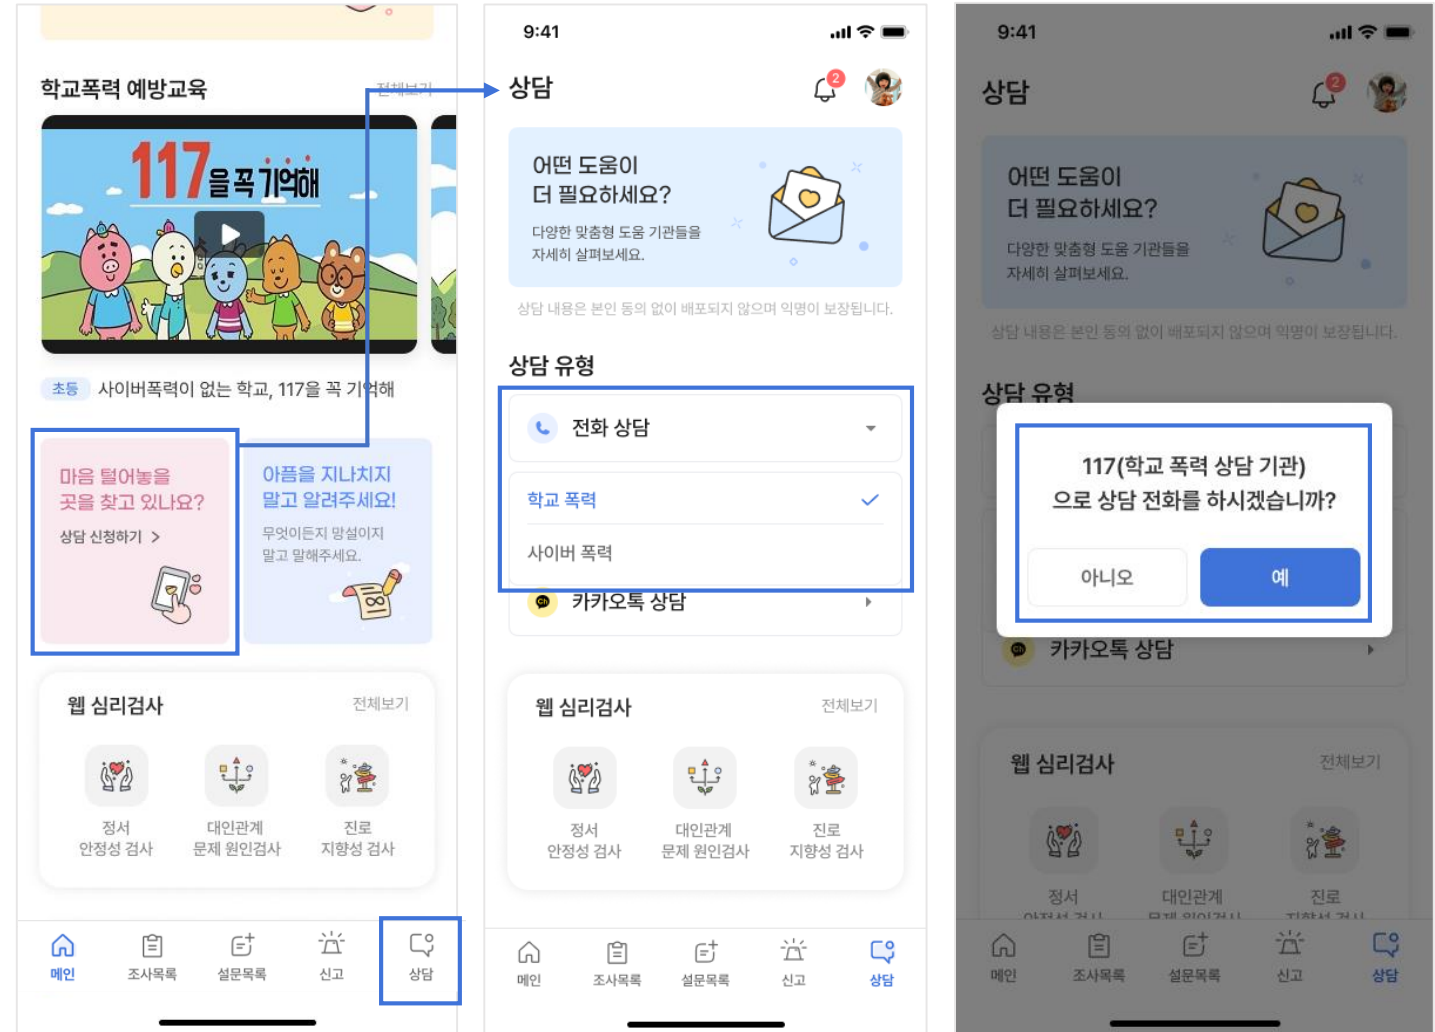 학교폭력 예방교육
전체보기
117을 꼭 기억해
초등 사이버폭력이 없는 학교, 117을 꼭 기억해
마음 털어놓을
곳을 찾고 있나요?
상담 신청하기 >
아픔을 지나치지
말고 알려주세요!
무엇이든지 망설이지
말고 말해주세요.
웹 심리검사 전체보기
정서
안정성 검사
대인관계
문제 원인검사
진로
지향성 검사
메인 조사목록 설문목록 신고 상담
9:41
상담
2
어떤 도움이
더 필요하세요?
다양한 맞춤형 도움 기관들을
자세히 살펴보세요.
상담 내용은 본인 동의 없이 배포되지 않으며 익명이 보장됩니다.
상담 유형
전화 상담
학교 폭력
사이버 폭력
Ch 카카오톡 상담
웹 심리검사 전체보기
정서
안정성 검사
대인관계
문제 원인검사
진로
지향성 검사
메인 조사목록 설문목록 신고 상담
9:41
상담
2
어떤 도움이
더 필요하세요?
다양한 맞춤형 도움 기관들을
자세히 살펴보세요.
상담 내용은 본인 동의 없이 배포되지 않으며 익명이 보장됩니다.
상담 유형
117(학교 폭력 상담 기관)
으로 상담 전화를 하시겠습니까?
아니오 예
Ch 카카오톡 상담
웹 심리검사 전체보기
정서
안정성 검사
대인관계
문제 원인검사
진로
지향성 검사
메인 조사목록 설문목록 신고 상담